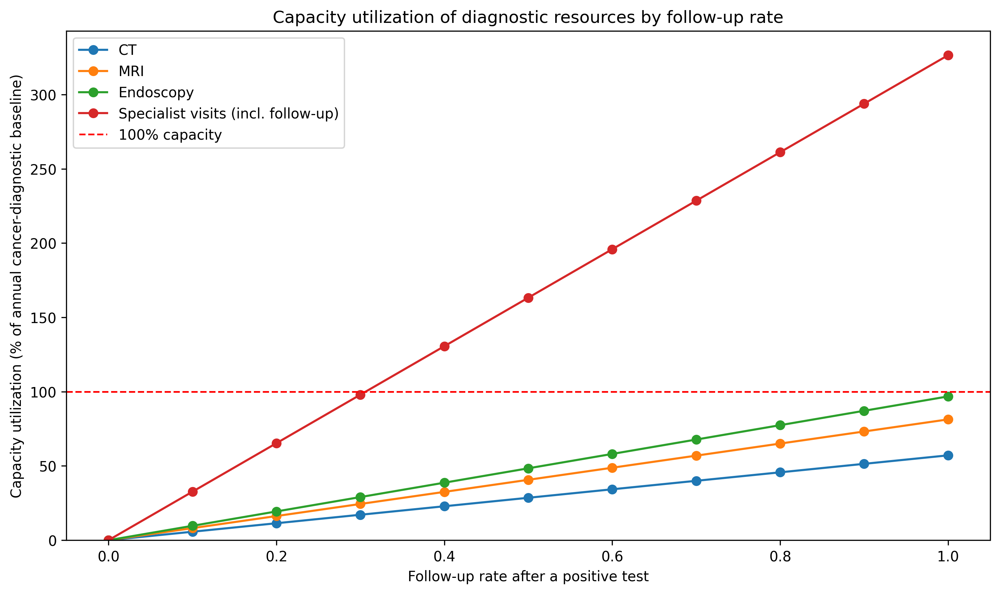 Capacity utilization of diagnostic resources by follow-up rate
CT
MRI
Endoscopy
Specialist visits (incl. follow-up)
100% capacity
Capacity utilization (% of annual cancer-diagnostic baseline)
300
250
200
150
100
50
0
0.0 0.2 0.4 0.6 0.8 1.0
Follow-up rate after a positive test